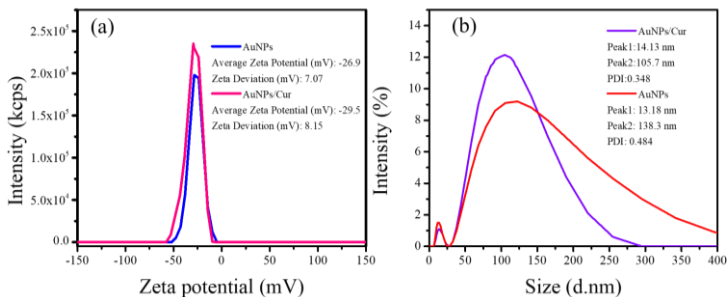 (a)
AuNPs
Average Zeta Potential (mV): -26.9
Zeta Deviation (mV): 7.07
AuNPs/Cur
Average Zeta Potential (mV): -29.5
Zeta Deviation (mV): 8.15
2.5x10⁵
2.0x10⁵
1.5x10⁵
1.0x10⁵
5.0x10⁴
0.0
Intensity (kcps)
-150 -100 -50 0 50 100 150
Zeta potential (mV)
(b)
AuNPs/Cur
Peak1: 14.13 nm
Peak2: 105.7 nm
PDI: 0.348
AuNPs
Peak1: 13.18 nm
Peak2: 138.3 nm
PDI: 0.484
14
12
10
8
6
4
2
0
Intensity (%)
0 50 100 150 200 250 300 350 400
Size (d.nm)